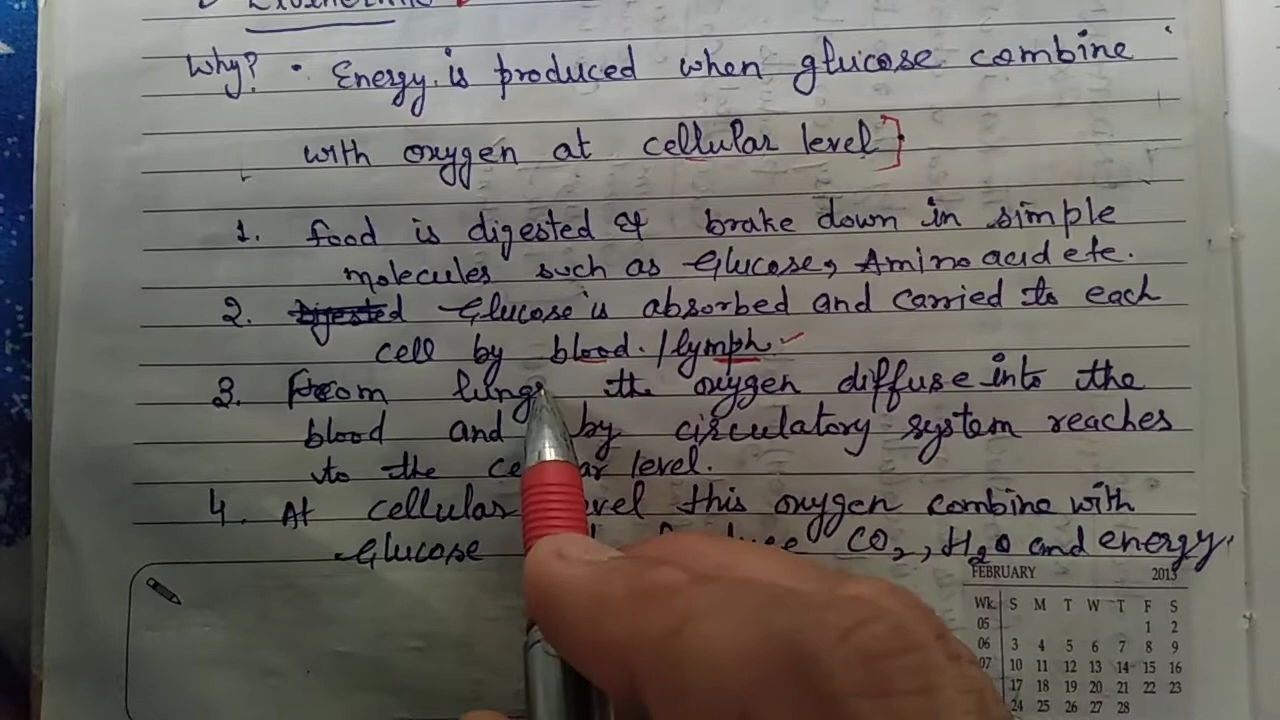 Why? • Energy is produced when glucose combine
with oxygen at cellular level}
1. food is digested & brake down in simple
molecules such as Glucose, Amino acid etc.
2. Digested Glucose is absorbed and carried to each
cell by blood. /lymph
3. From lungs the oxygen diffuse into the
blood and by circulatory system reaches
to the level.
4. At cellular this oxygen combine with
Glucose CO2, H2O and energy.
FEBRUARY 2013
Wk S M T W T F S
05 1 2
06 3 4 5 6 7 8 9
07 10 11 12 13 14 15 16
17 18 19 20 21 22 23
24 25 26 27 28